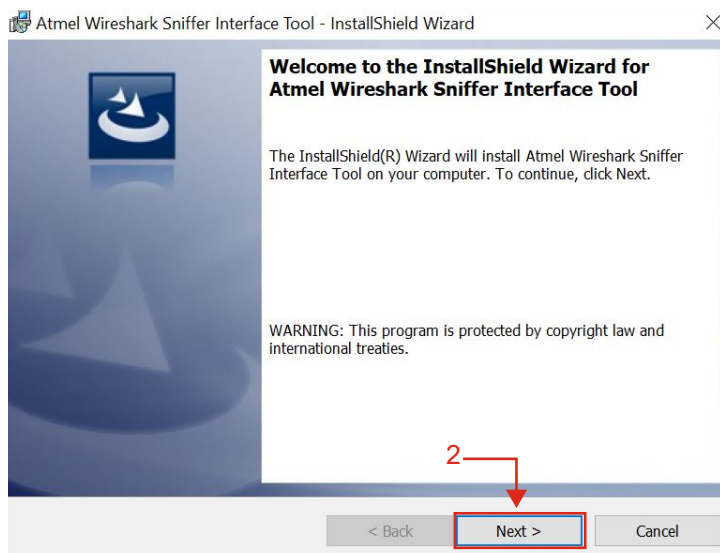 Atmel Wireshark Sniffer Interface Tool - InstallShield Wizard
Welcome to the InstallShield Wizard for
Atmel Wireshark Sniffer Interface Tool
The InstallShield(R) Wizard will install Atmel Wireshark Sniffer
Interface Tool on your computer. To continue, click Next.
WARNING: This program is protected by copyright law and
international treaties.
2
< Back
Next >
Cancel